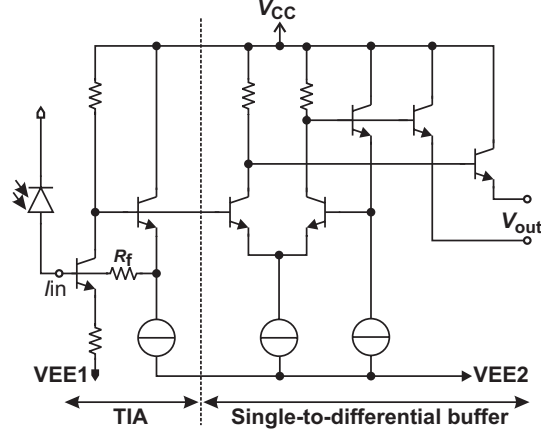 VCC
Rf
Iin
Vout
VEE1
VEE2
TIA
Single-to-differential buffer